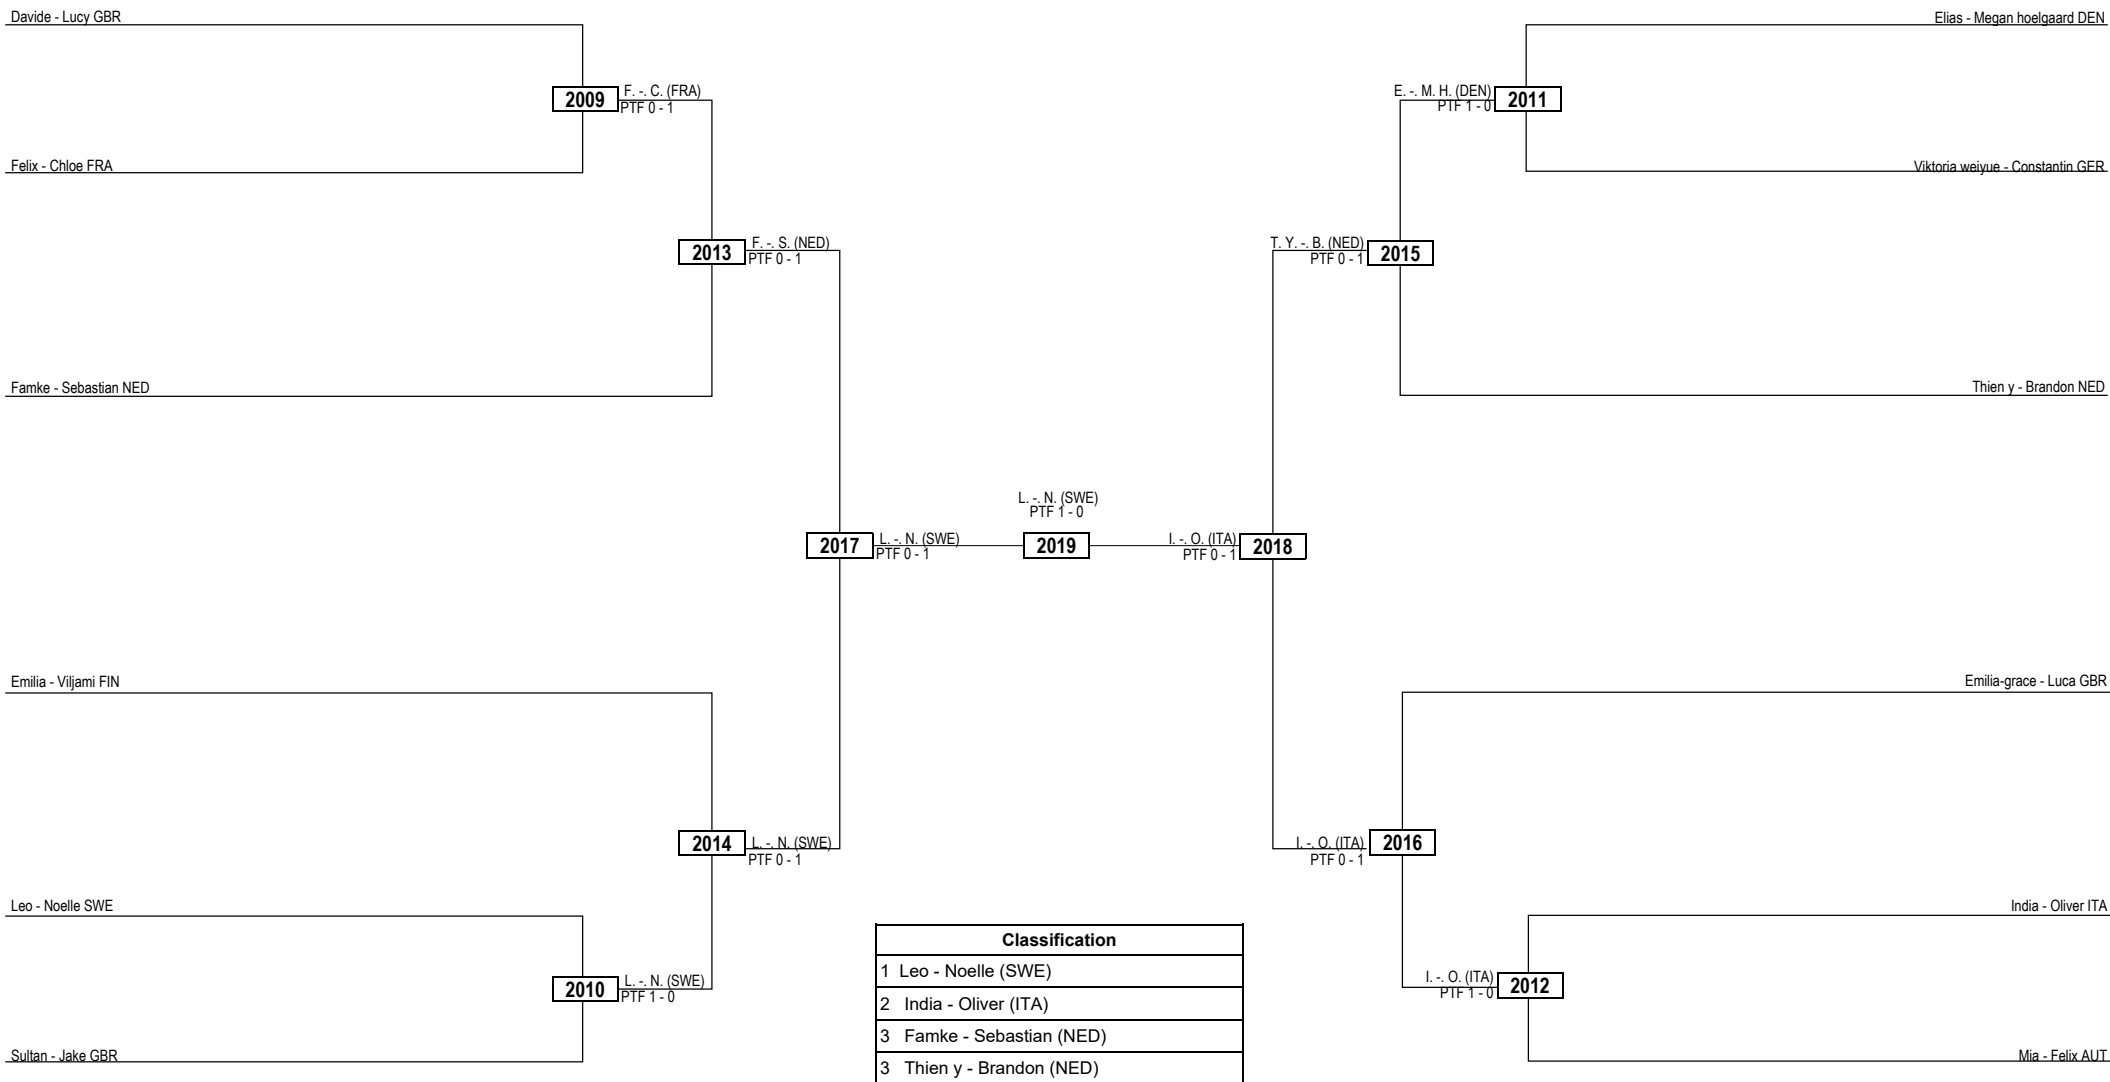 Davide - Lucy GBR
Elias - Megan hoelgaard DEN
F. -. C. (FRA)
2009
PTF 0 - 1
E. -. M. H. (DEN)
2011
PTF 1 - 0
Felix - Chloe FRA
Viktoria weiyue - Constantin GER
F. -. S. (NED)
2013
PTF 0 - 1
T. Y. -. B. (NED)
2015
PTF 0 - 1
Famke - Sebastian NED
Thien y - Brandon NED
L. -. N. (SWE)
PTF 1 - 0
2017
L. -. N. (SWE)
PTF 0 - 1
2019
I. -. O. (ITA)
PTF 0 - 1
2018
Emilia - Viljami FIN
Emilia-grace - Luca GBR
2014
L. -. N. (SWE)
PTF 0 - 1
I. -. O. (ITA)
PTF 0 - 1
2016
Leo - Noelle SWE
India - Oliver ITA
2010
L. -. N. (SWE)
PTF 1 - 0
I. -. O. (ITA)
PTF 1 - 0
2012
Sultan - Jake GBR
Mia - Felix AUT
Classification
1 Leo - Noelle (SWE)
2 India - Oliver (ITA)
3 Famke - Sebastian (NED)
3 Thien y - Brandon (NED)